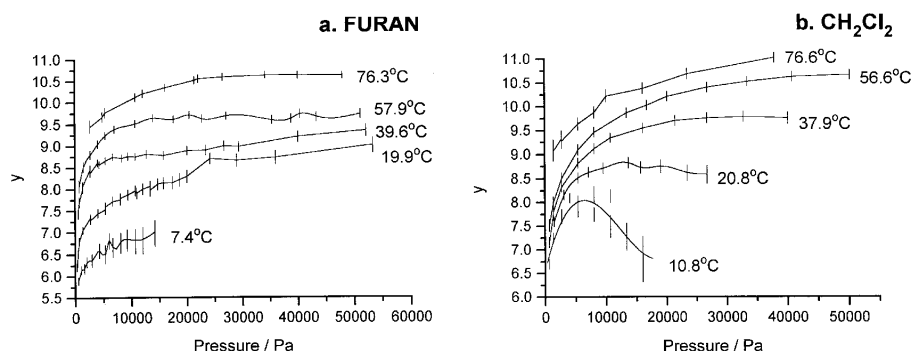 a. FURAN
11.0
10.5
10.0
9.5
9.0
8.5
8.0
7.5
7.0
6.5
6.0
5.5
y
76.3°C
57.9°C
39.6°C
19.9°C
7.4°C
0 10000 20000 30000 40000 50000 60000
Pressure / Pa
b. CH₂Cl₂
11.0
10.5
10.0
9.5
9.0
8.5
8.0
7.5
7.0
6.5
6.0
y
76.6°C
56.6°C
37.9°C
20.8°C
10.8°C
0 10000 20000 30000 40000 50000
Pressure / Pa